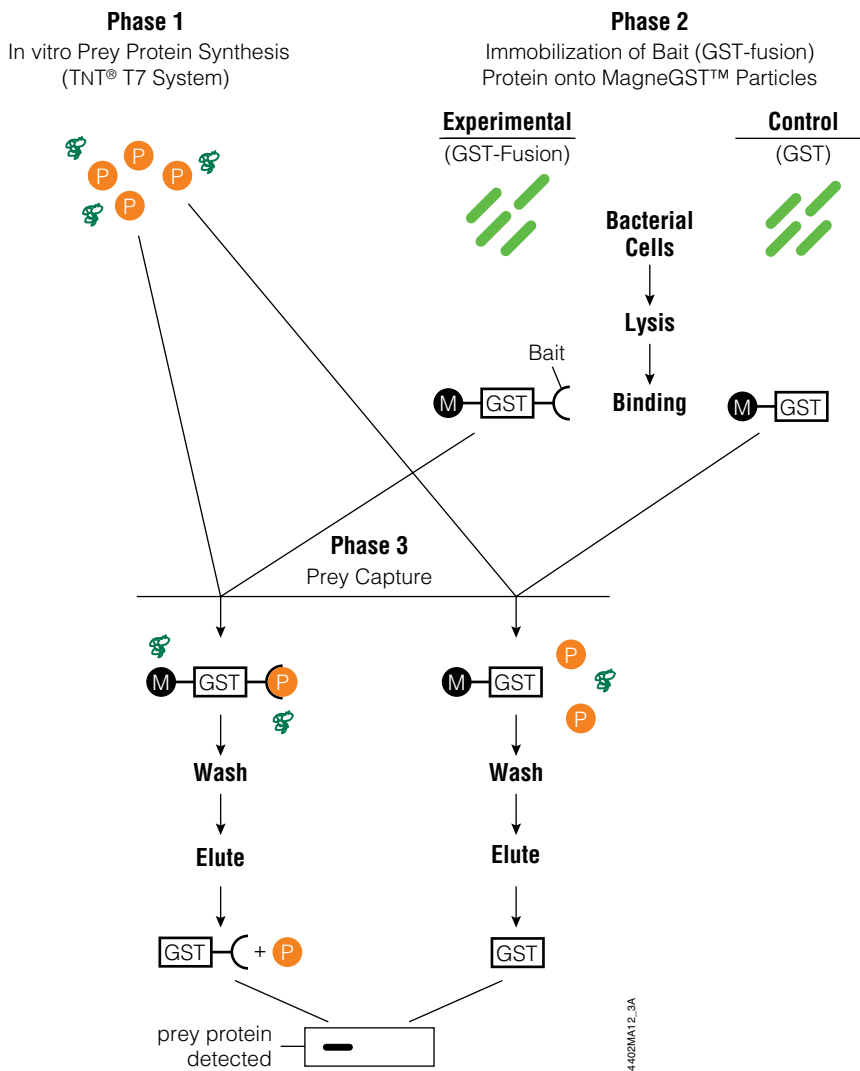 Phase 1
In vitro Prey Protein Synthesis
(TNT® T7 System)
Phase 2
Immobilization of Bait (GST-fusion)
Protein onto MagneGST™ Particles
Experimental
(GST-Fusion)
Control
(GST)
P
P
P
P
Bacterial
Cells
Lysis
Binding
Bait
M
GST
M
GST
Phase 3
Prey Capture
M
GST
P
M
GST
P
P
Wash
Wash
Elute
Elute
GST
+
P
GST
prey protein
detected
4402MA12_3A